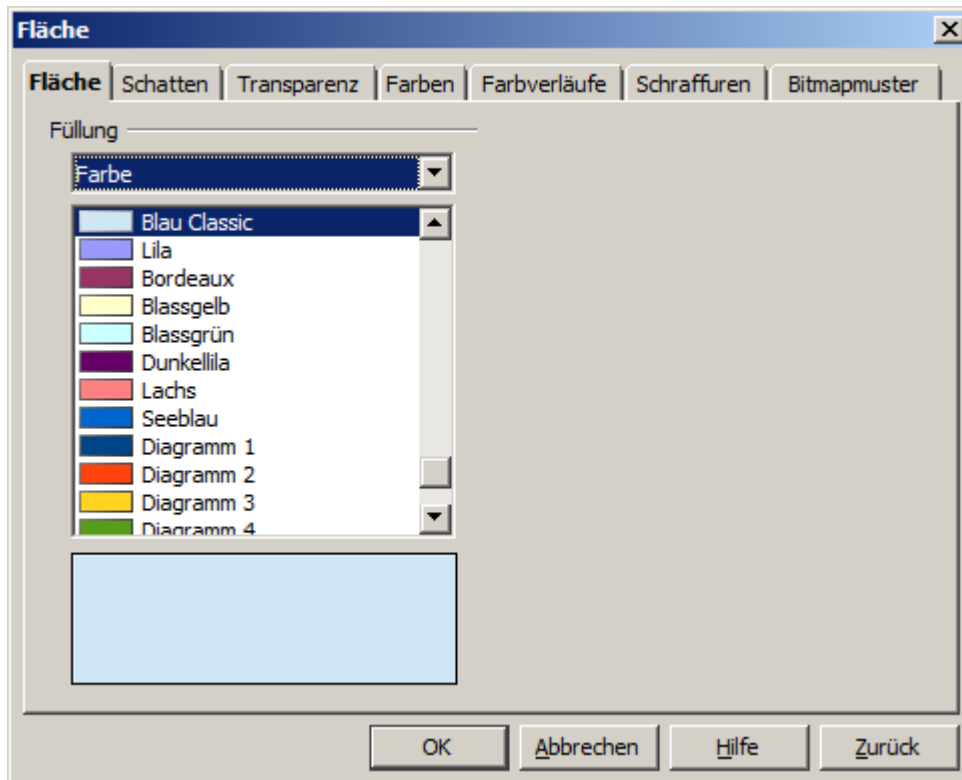 Fläche
Fläche Schatten Transparenz Farben Farbverläufe Schraffuren Bitmapmuster
Füllung
Farbe
Blau Classic
Lila
Bordeaux
Blassgelb
Blassgrün
Dunkellila
Lachs
Seeblau
Diagramm 1
Diagramm 2
Diagramm 3
Diagramm 4
OK Abbrechen Hilfe Zurück